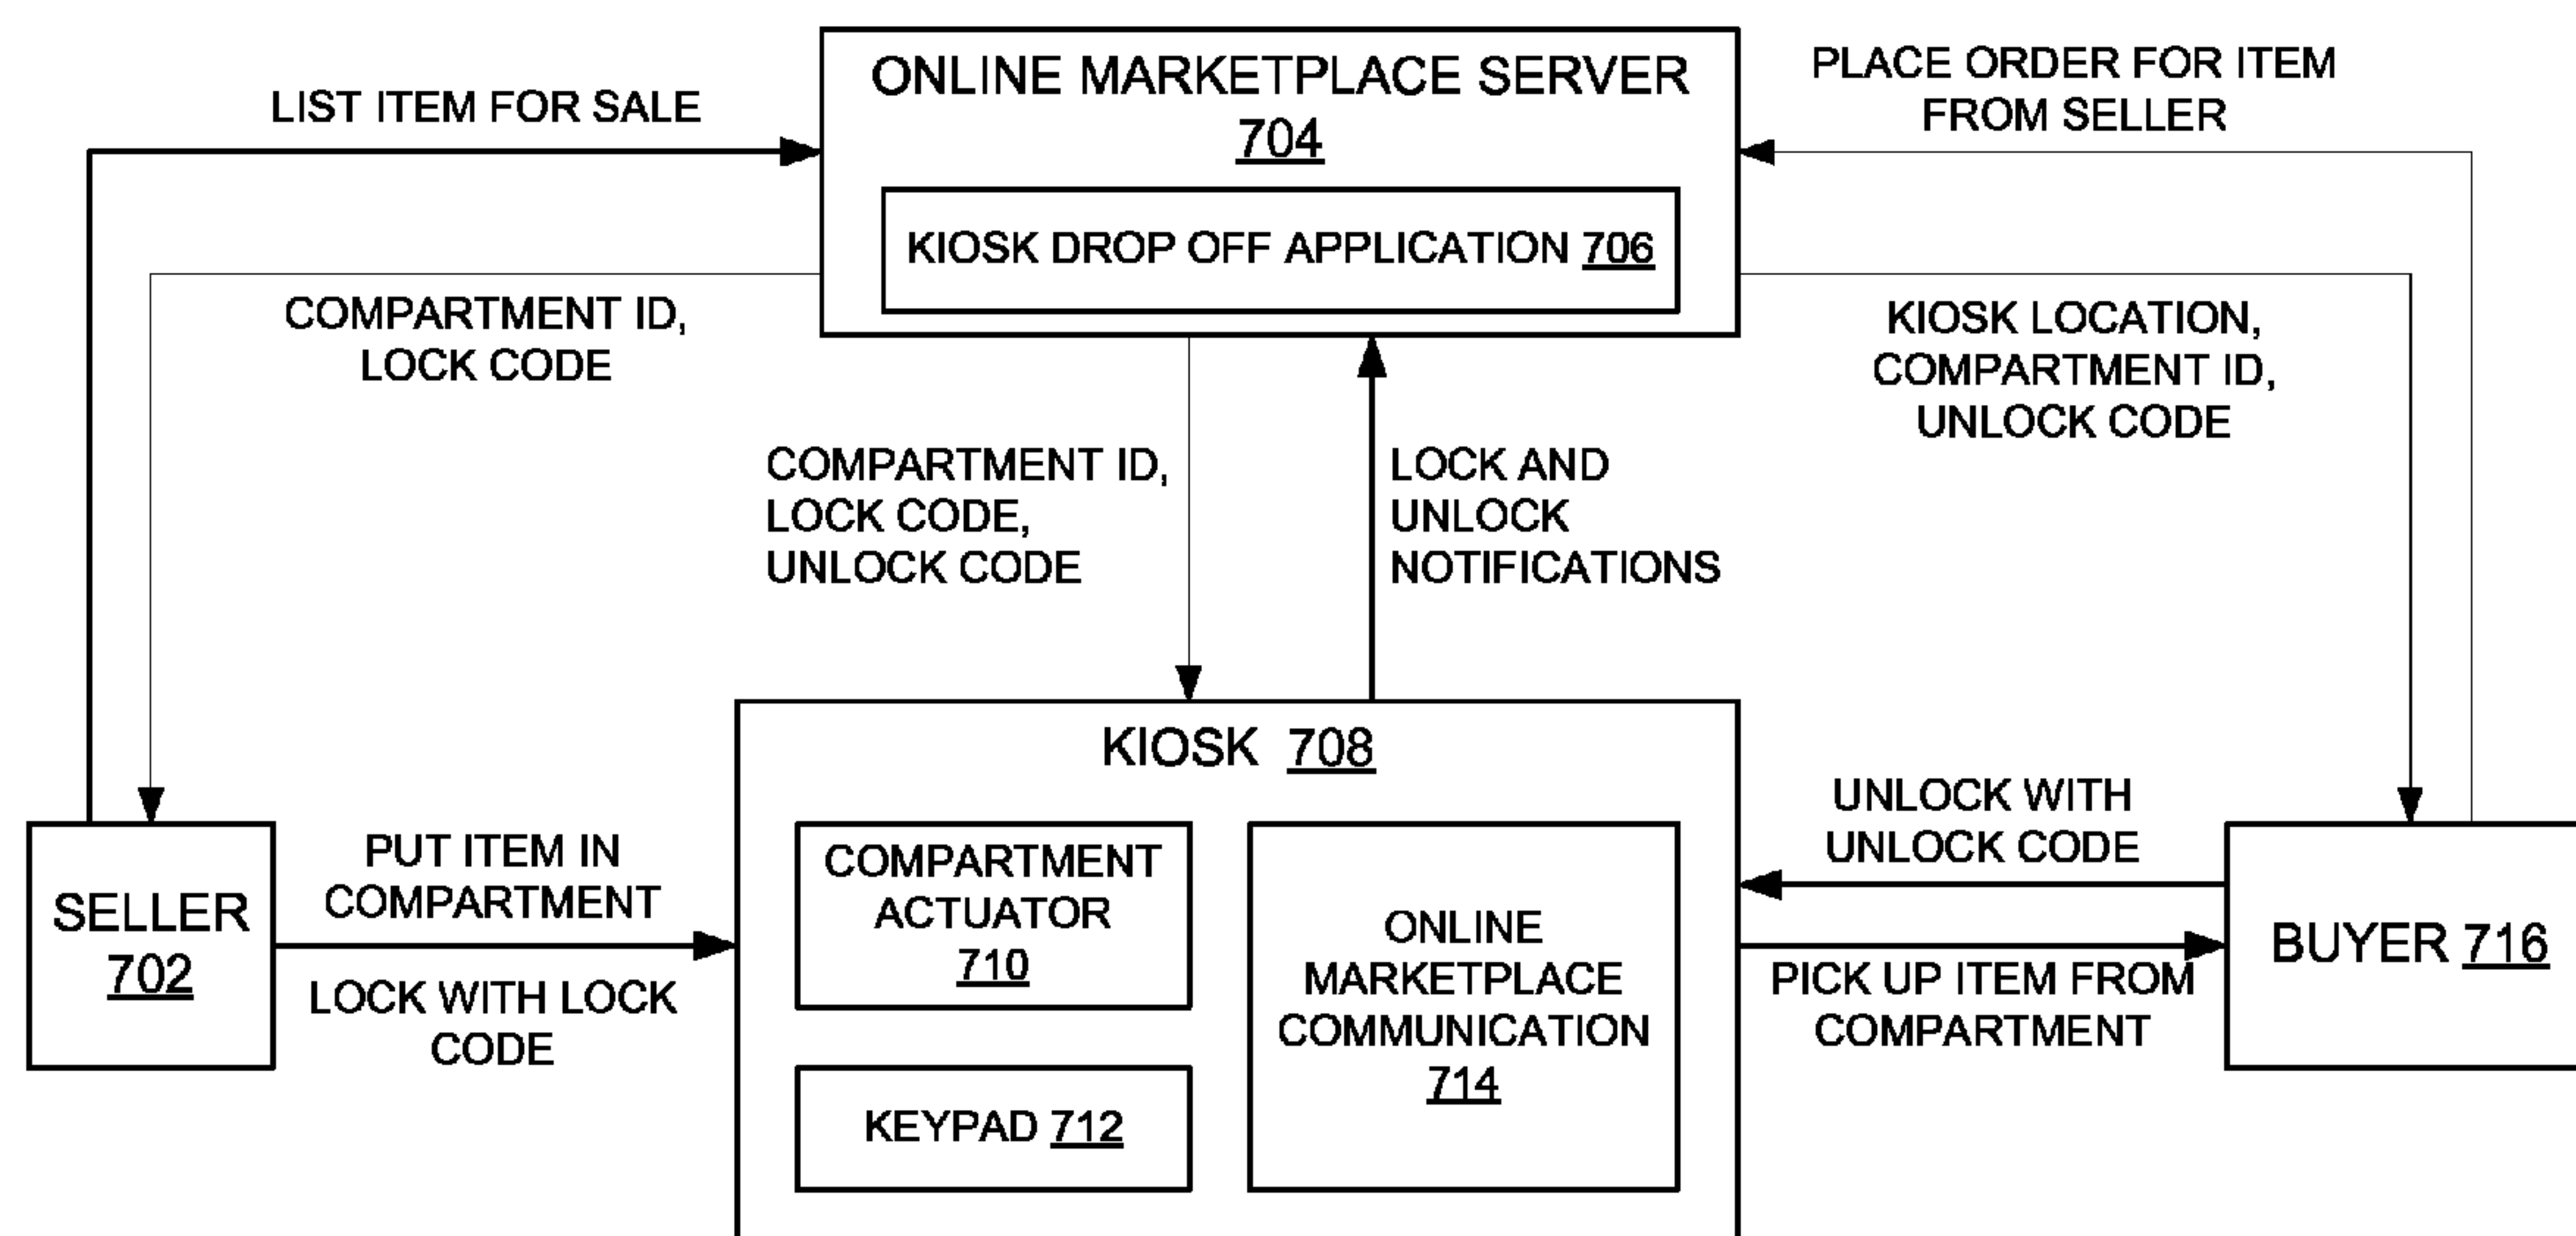 ONLINE MARKETPLACE SERVER
704
KIOSK DROP OFF APPLICATION 706
LIST ITEM FOR SALE
PLACE ORDER FOR ITEM
FROM SELLER
COMPARTMENT ID,
LOCK CODE
KIOSK LOCATION,
COMPARTMENT ID,
UNLOCK CODE
COMPARTMENT ID,
LOCK CODE,
UNLOCK CODE
LOCK AND
UNLOCK
NOTIFICATIONS
SELLER
702
PUT ITEM IN
COMPARTMENT
LOCK WITH LOCK
CODE
KIOSK 708
COMPARTMENT
ACTUATOR
710
KEYPAD 712
ONLINE
MARKETPLACE
COMMUNICATION
714
UNLOCK WITH
UNLOCK CODE
PICK UP ITEM FROM
COMPARTMENT
BUYER 716